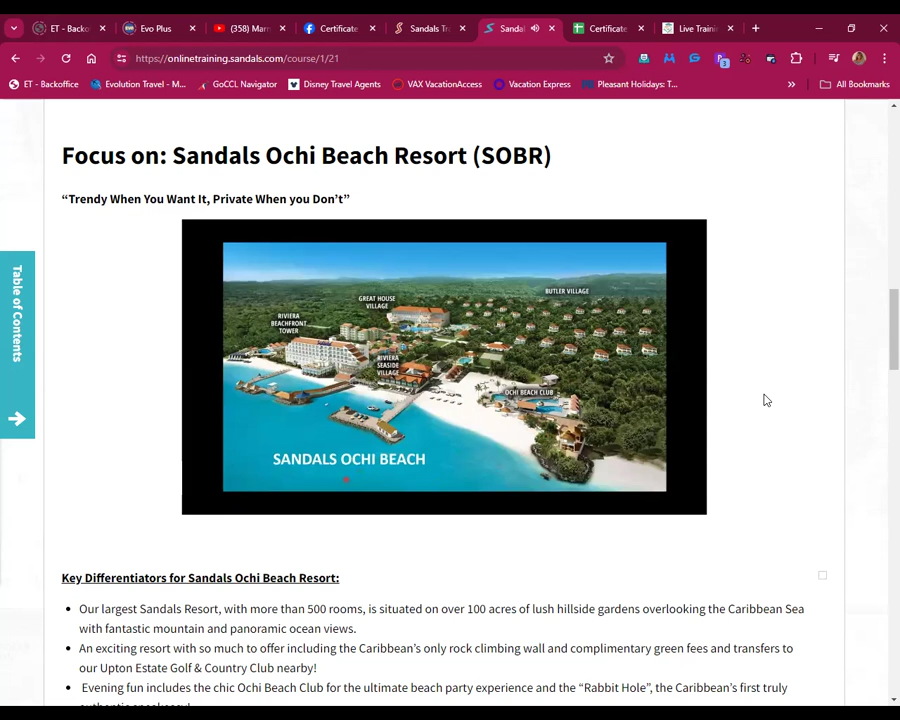 ET - Backo
Evo Plus
(358) Marr
Certificate
Sandals Tr
Sandal
Certificate
Live Traini
https://onlinetraining.sandals.com/course/1/21
3
ET - Backoffice
Evolution Travel - M...
GoCCL Navigator
Disney Travel Agents
VAX VacationAccess
Vacation Express
Pleasant Holidays: T...
All Bookmarks
Focus on: Sandals Ochi Beach Resort (SOBR)
“Trendy When You Want It, Private When you Don’t”
BUTLER VILLAGE
GREAT HOUSE
VILLAGE
RIVIERA
BEACHFRONT
TOWER
RIVIERA
SEASIDE
VILLAGE
OCHI BEACH CLUB
SANDALS OCHI BEACH
Table of Contents
Key Differentiators for Sandals Ochi Beach Resort:
Our largest Sandals Resort, with more than 500 rooms, is situated on over 100 acres of lush hillside gardens overlooking the Caribbean Sea
with fantastic mountain and panoramic ocean views.
An exciting resort with so much to offer including the Caribbean’s only rock climbing wall and complimentary green fees and transfers to
our Upton Estate Golf & Country Club nearby!
Evening fun includes the chic Ochi Beach Club for the ultimate beach party experience and the “Rabbit Hole”, the Caribbean’s first truly
authentic speakeasy!